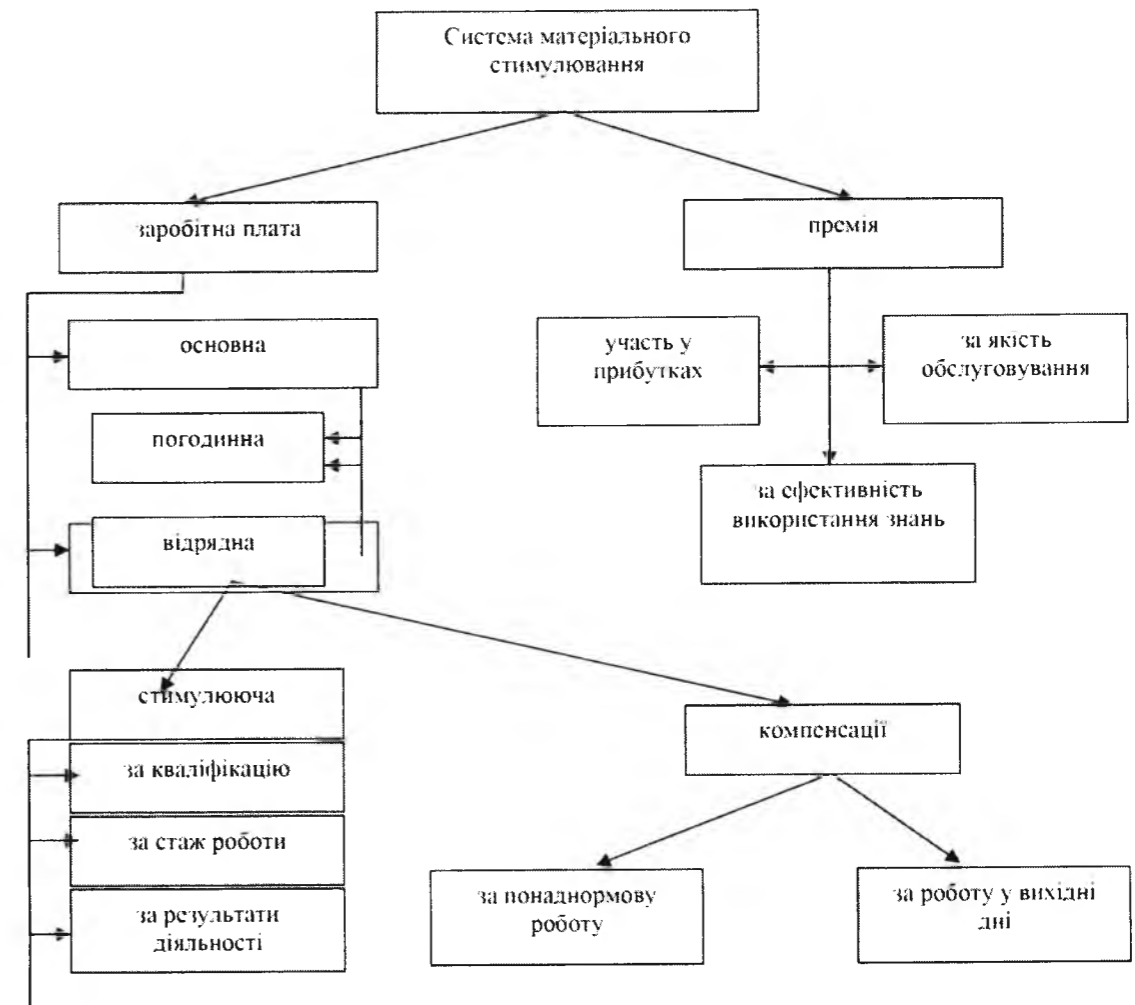 Система матеріального
стимулювання
заробітна плата
премія
основна
участь у
прибутках
за якість
обслуговування
погодинна
за ефективність
використання знань
відрядна
стимулююча
компенсації
за кваліфікацію
за стаж роботи
за результати
діяльності
за понаднормову
роботу
за роботу у вихідні
дні